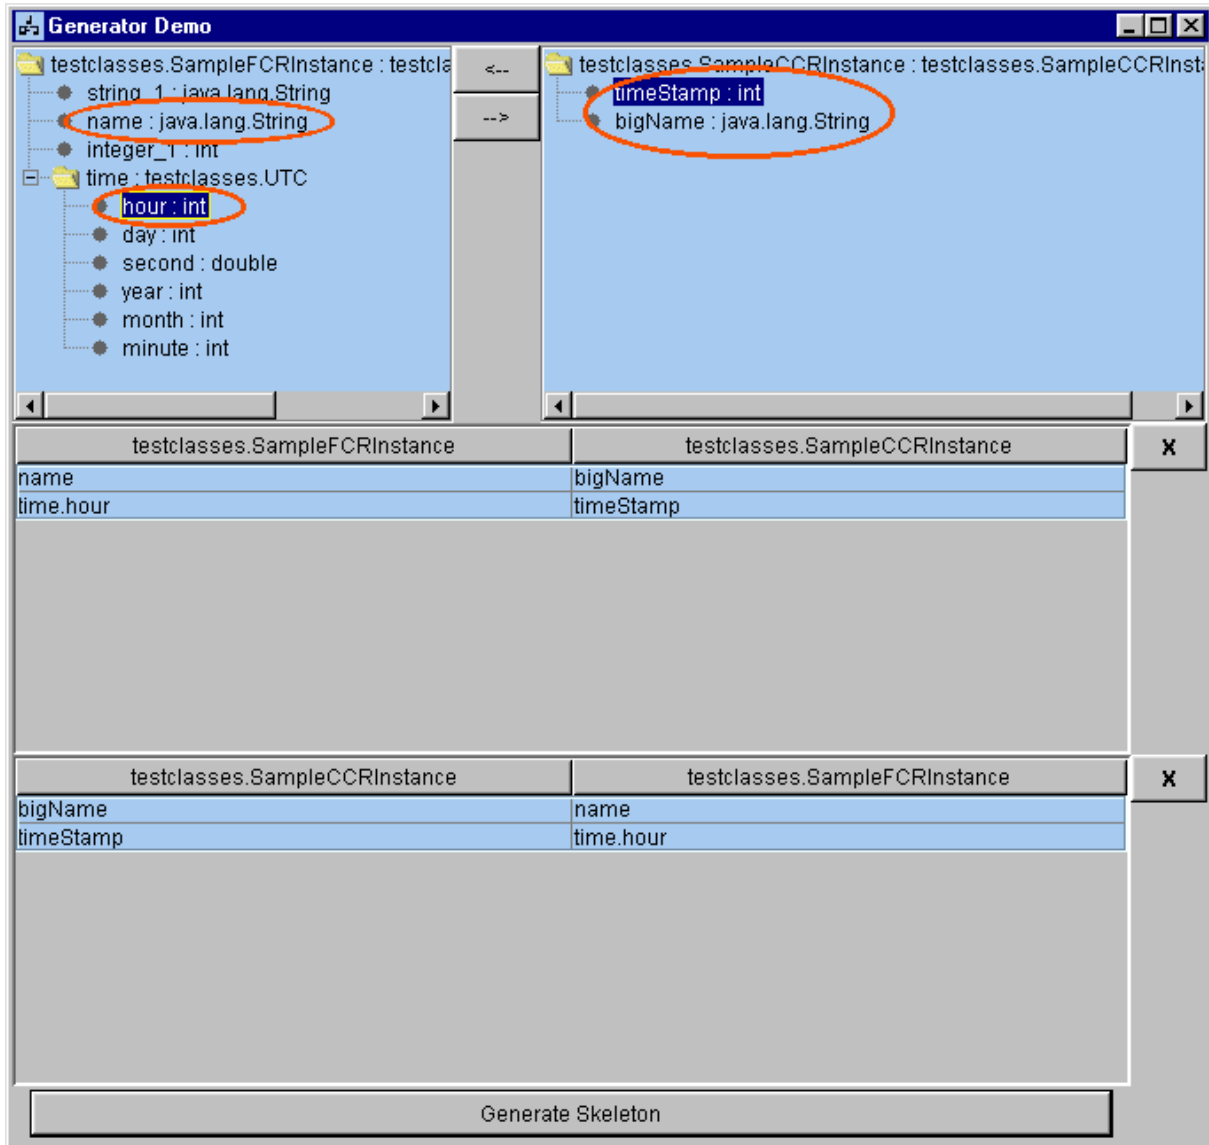 Generator Demo
testclasses.SampleFCRInstance : testcla
string_1 : java.lang.String
name : java.lang.String
integer_1 : int
time : testclasses.UTC
hour : int
day : int
second : double
year : int
month : int
minute : int
<--
-->
testclasses.SampleCCRInstance : testclasses.SampleCCRInst
timeStamp : int
bigName : java.lang.String
testclasses.SampleFCRInstance testclasses.SampleCCRInstance X
name bigName
time.hour timeStamp
testclasses.SampleCCRInstance testclasses.SampleFCRInstance X
bigName name
timeStamp time.hour
Generate Skeleton